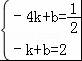 - 4k+b=1/2
- k+b=2